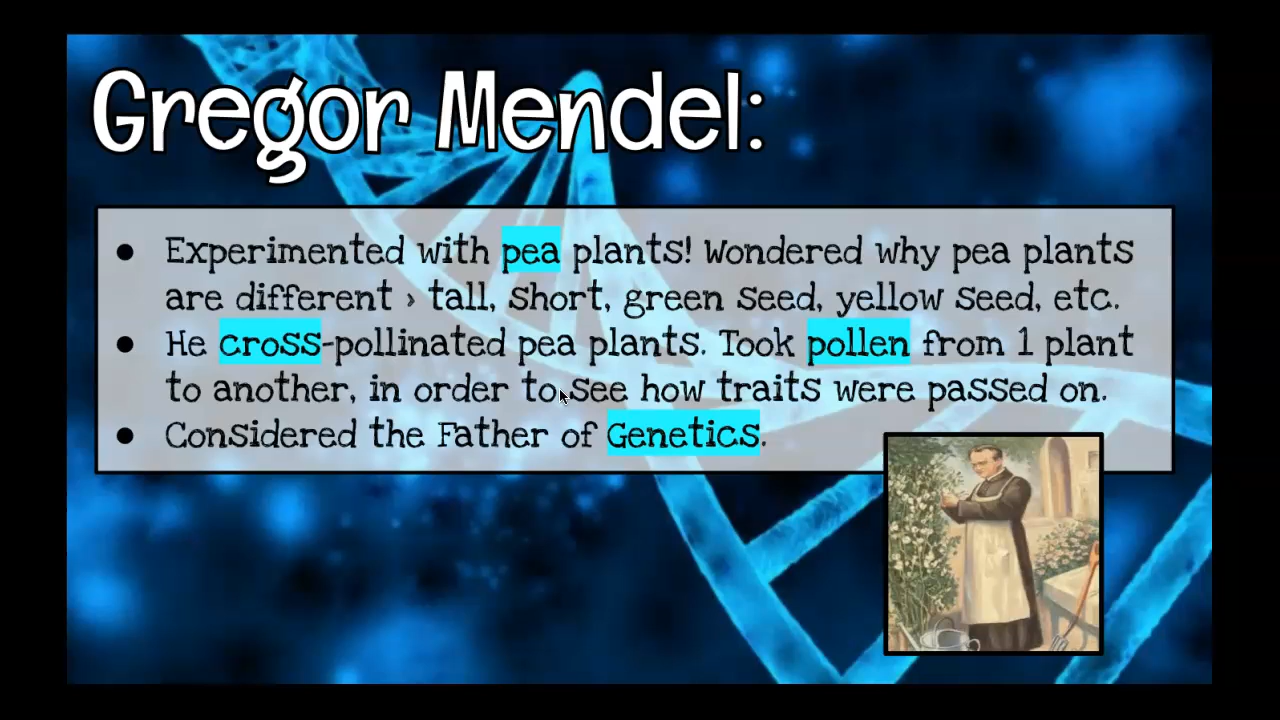 Gregor Mendel:
● Experimented with pea plants! Wondered why pea plants
are different > tall, short, green seed, yellow seed, etc.
● He cross-pollinated pea plants. Took pollen from 1 plant
to another, in order to see how traits were passed on.
● Considered the Father of Genetics.